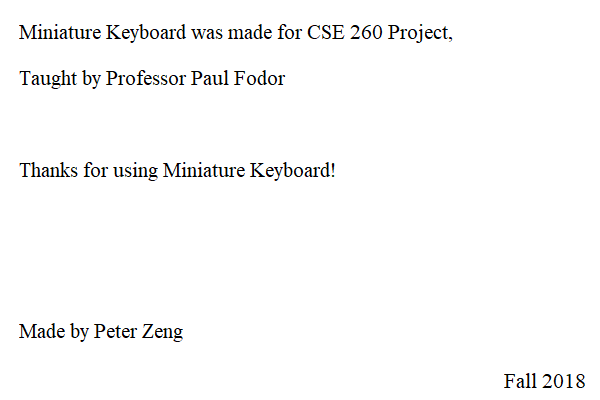 Miniature Keyboard was made for CSE 260 Project,
Taught by Professor Paul Fodor
Thanks for using Miniature Keyboard!
Made by Peter Zeng
Fall 2018